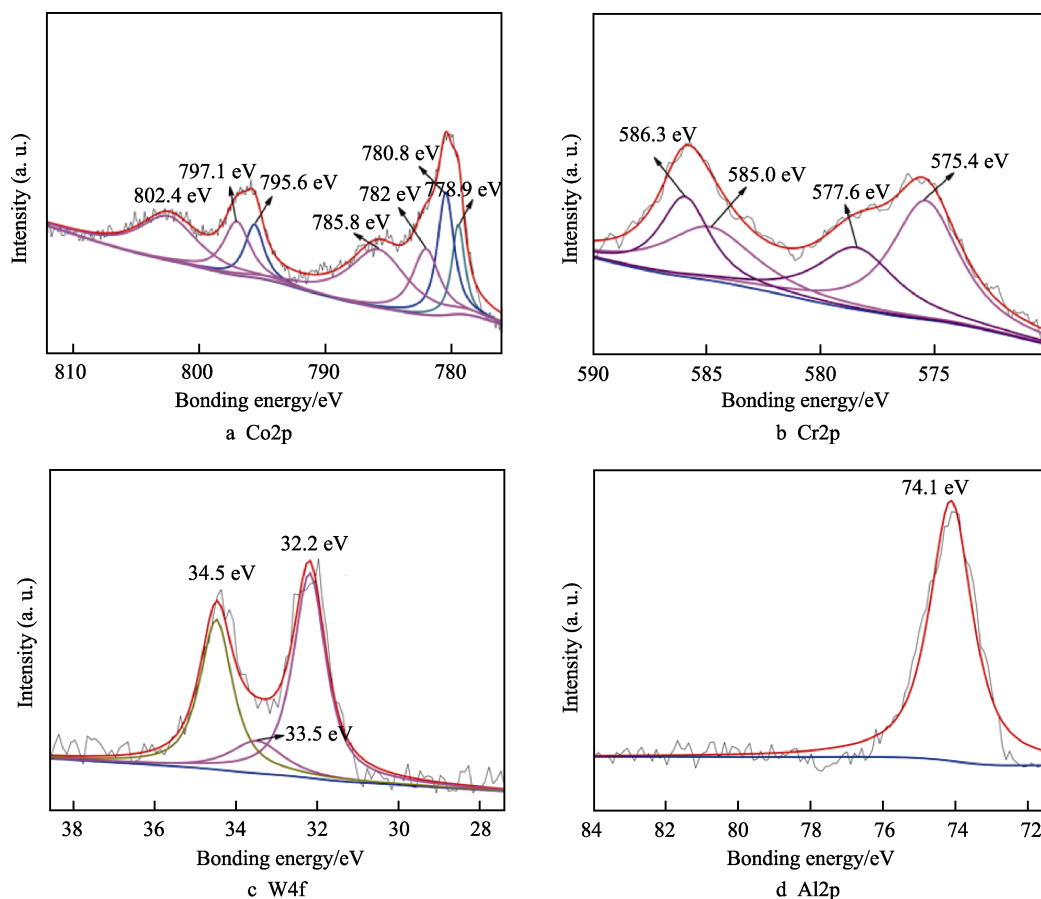 Intensity (a. u.)
802.4 eV
797.1 eV
795.6 eV
785.8 eV
782 eV
780.8 eV
778.9 eV
810
800
790
780
Bonding energy/eV
a Co2p
Intensity (a. u.)
586.3 eV
585.0 eV
577.6 eV
575.4 eV
590
585
580
575
Bonding energy/eV
b Cr2p
Intensity (a. u.)
34.5 eV
32.2 eV
33.5 eV
38
36
34
32
30
28
Bonding energy/eV
c W4f
Intensity (a. u.)
74.1 eV
84
82
80
78
76
74
72
Bonding energy/eV
d Al2p